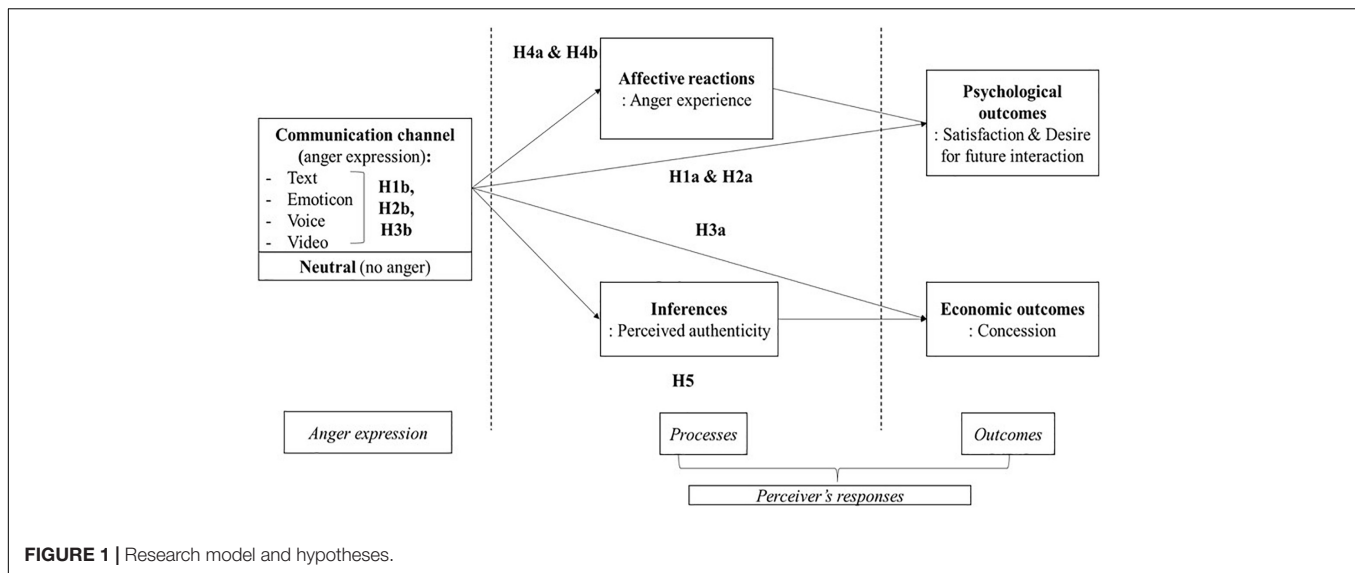 H4a & H4b
Affective reactions
: Anger experience
Psychological
outcomes
: Satisfaction & Desire
for future interaction
Communication channel
(anger expression):
- Text
- Emoticon
- Voice
- Video
H1b,
H2b,
H3b
Neutral (no anger)
H1a & H2a
H3a
Inferences
: Perceived authenticity
Economic outcomes
: Concession
H5
Anger expression
Processes
Outcomes
Perceiver's responses
FIGURE 1 | Research model and hypotheses.